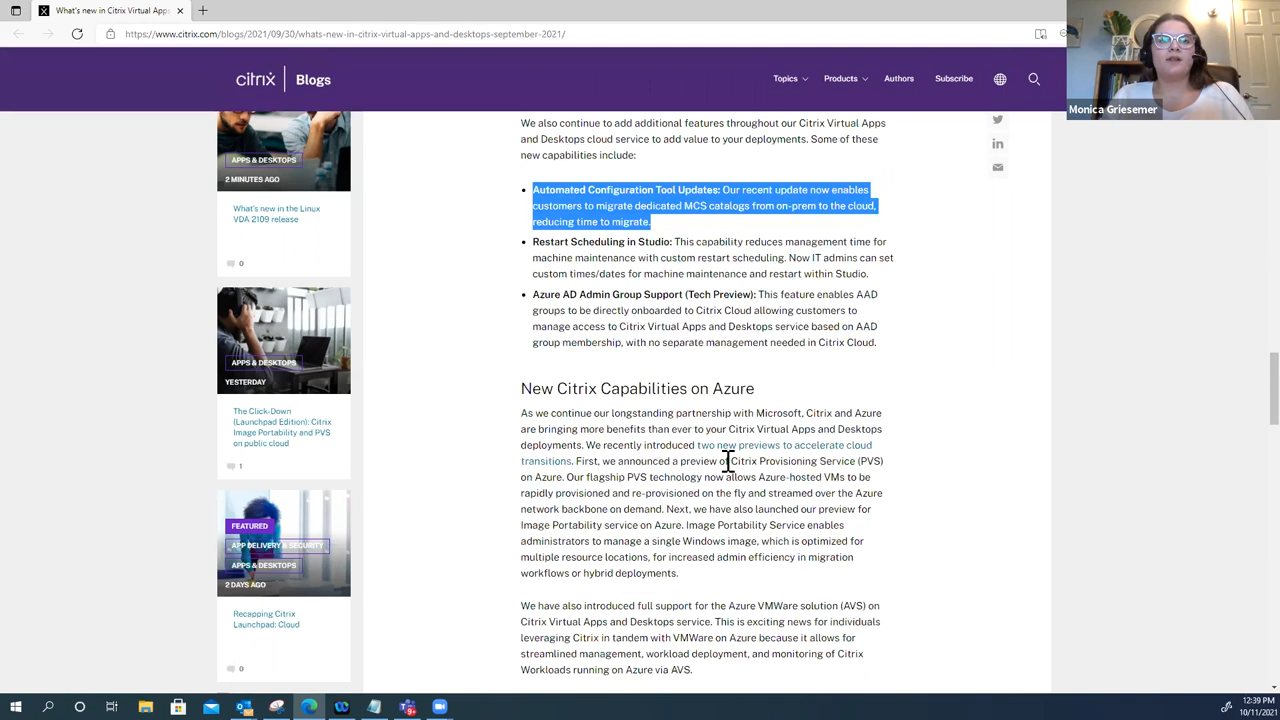 What's new in Citrix Virtual Apps
https://www.citrix.com/blogs/2021/09/30/whats-new-in-citrix-virtual-apps-and-desktops-september-2021/
citrix | Blogs
Topics
Products
Authors
Subscribe
Monica Griesemer
APPS & DESKTOPS
2 MINUTES AGO
What's new in the Linux
VDA 2109 release
0
APPS & DESKTOPS
YESTERDAY
The Click-Down
(Launchpad Edition): Citrix
Image Portability and PVS
on public cloud
1
FEATURED
APP DELIVERY & SECURITY
APPS & DESKTOPS
2 DAYS AGO
Recapping Citrix
Launchpad: Cloud
0
We also continue to add additional features throughout our Citrix Virtual Apps
and Desktops cloud service to add value to your deployments. Some of these
new capabilities include:
• Automated Configuration Tool Updates: Our recent update now enables
customers to migrate dedicated MCS catalogs from on-prem to the cloud,
reducing time to migrate.
• Restart Scheduling in Studio: This capability reduces management time for
machine maintenance with custom restart scheduling. Now IT admins can set
custom times/dates for machine maintenance and restart within Studio.
• Azure AD Admin Group Support (Tech Preview): This feature enables AAD
groups to be directly onboarded to Citrix Cloud allowing customers to
manage access to Citrix Virtual Apps and Desktops service based on AAD
group membership, with no separate management needed in Citrix Cloud.
New Citrix Capabilities on Azure
As we continue our longstanding partnership with Microsoft, Citrix and Azure
are bringing more benefits than ever to your Citrix Virtual Apps and Desktops
deployments. We recently introduced two new previews to accelerate cloud
transitions. First, we announced a preview of Citrix Provisioning Service (PVS)
on Azure. Our flagship PVS technology now allows Azure-hosted VMs to be
rapidly provisioned and re-provisioned on the fly and streamed over the Azure
network backbone on demand. Next, we have also launched our preview for
Image Portability service on Azure. Image Portability Service enables
administrators to manage a single Windows image, which is optimized for
multiple resource locations, for increased admin efficiency in migration
workflows or hybrid deployments.
We have also introduced full support for the Azure VMWare solution (AVS) on
Citrix Virtual Apps and Desktops service. This is exciting news for individuals
leveraging Citrix in tandem with VMWare on Azure because it allows for
streamlined management, workload deployment, and monitoring of Citrix
Workloads running on Azure via AVS.
12:39 PM
10/11/2021